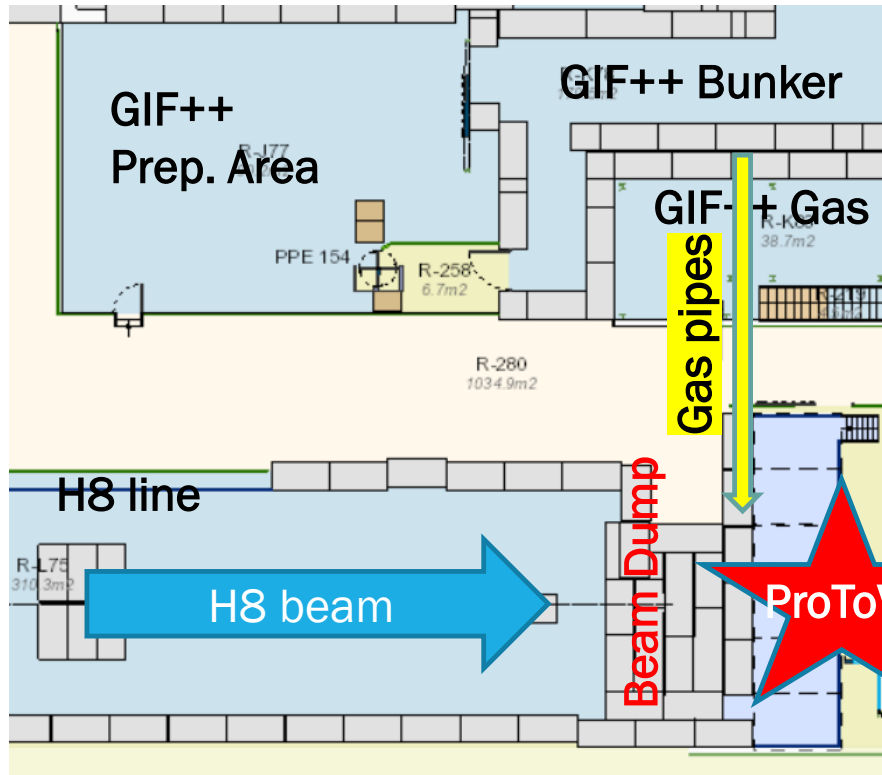 GIF++
Prep. Area
R-J77
GIF++ Bunker
GIF++ Gas
38.7m2
PPE 154
R-258
6.7m2
Gas pipes
R-280
1034.9m2
H8 line
R-L75
310.3m2
H8 beam
Beam Dump
ProToV